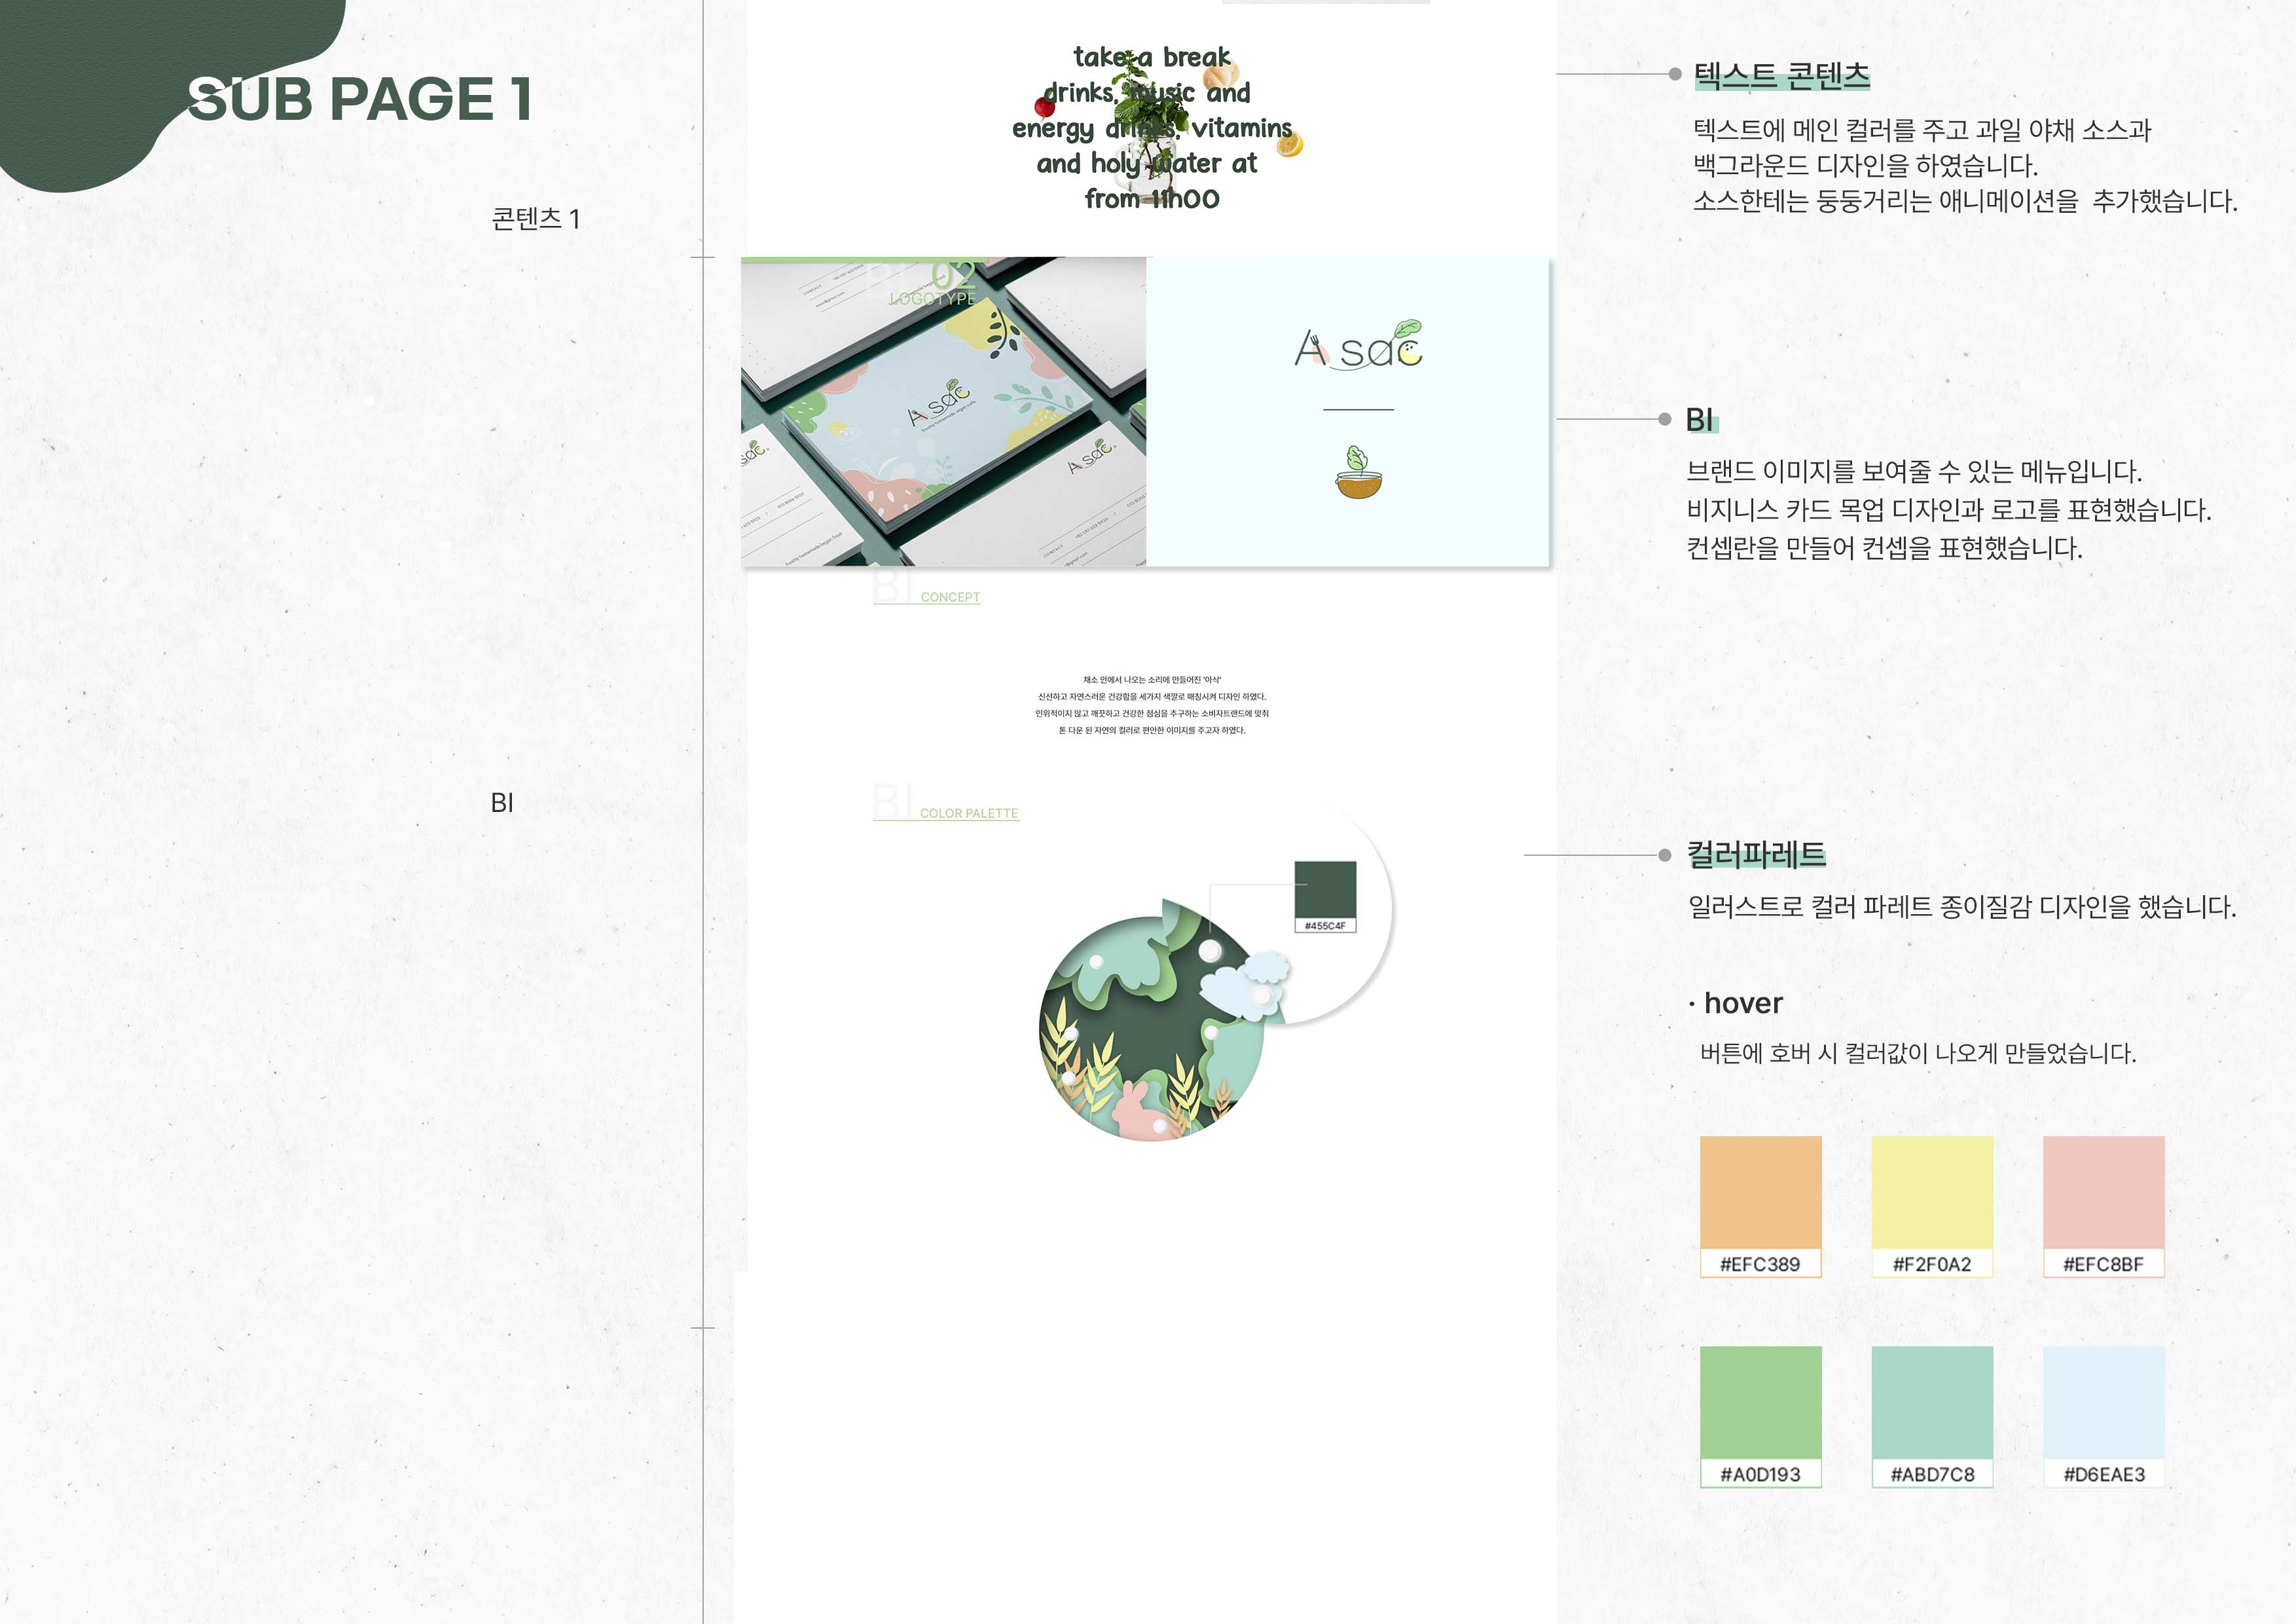 SUB PAGE 1
콘텐츠 1
take a break
drinks, music and
energy drinks, vitamins
and holy water at
from 11h00
텍스트 콘텐츠
텍스트에 메인 컬러를 주고 과일 야채 소스과
백그라운드 디자인을 하였습니다.
소스한테는 둥둥거리는 애니메이션을 추가했습니다.
02
LOGOTYPE
CONTACT
A sac
freshly homemade vegan cafe
A sac
CONTACT
freshly homemade began food
A sac
BI
브랜드 이미지를 보여줄 수 있는 메뉴입니다.
비지니스 카드 목업 디자인과 로고를 표현했습니다.
컨셉란을 만들어 컨셉을 표현했습니다.
BI CONCEPT
채소 안에서 나오는 소리에 만들어진 '아삭'
신선하고 자연스러운 건강함을 세가지 색깔로 매칭시켜 디자인 하였다.
인위적이지 않고 깨끗하고 건강한 점심을 추구하는 소비자트랜드에 맞춰
톤 다운 된 자연의 컬러로 편안한 이미지를 주고자 하였다.
BI
BI COLOR PALETTE
#455C4F
컬러파레트
일러스트로 컬러 파레트 종이질감 디자인을 했습니다.
· hover
버튼에 호버 시 컬러값이 나오게 만들었습니다.
#EFC389
#F2F0A2
#EFC8BF
#A0D193
#ABD7C8
#D6EAE3